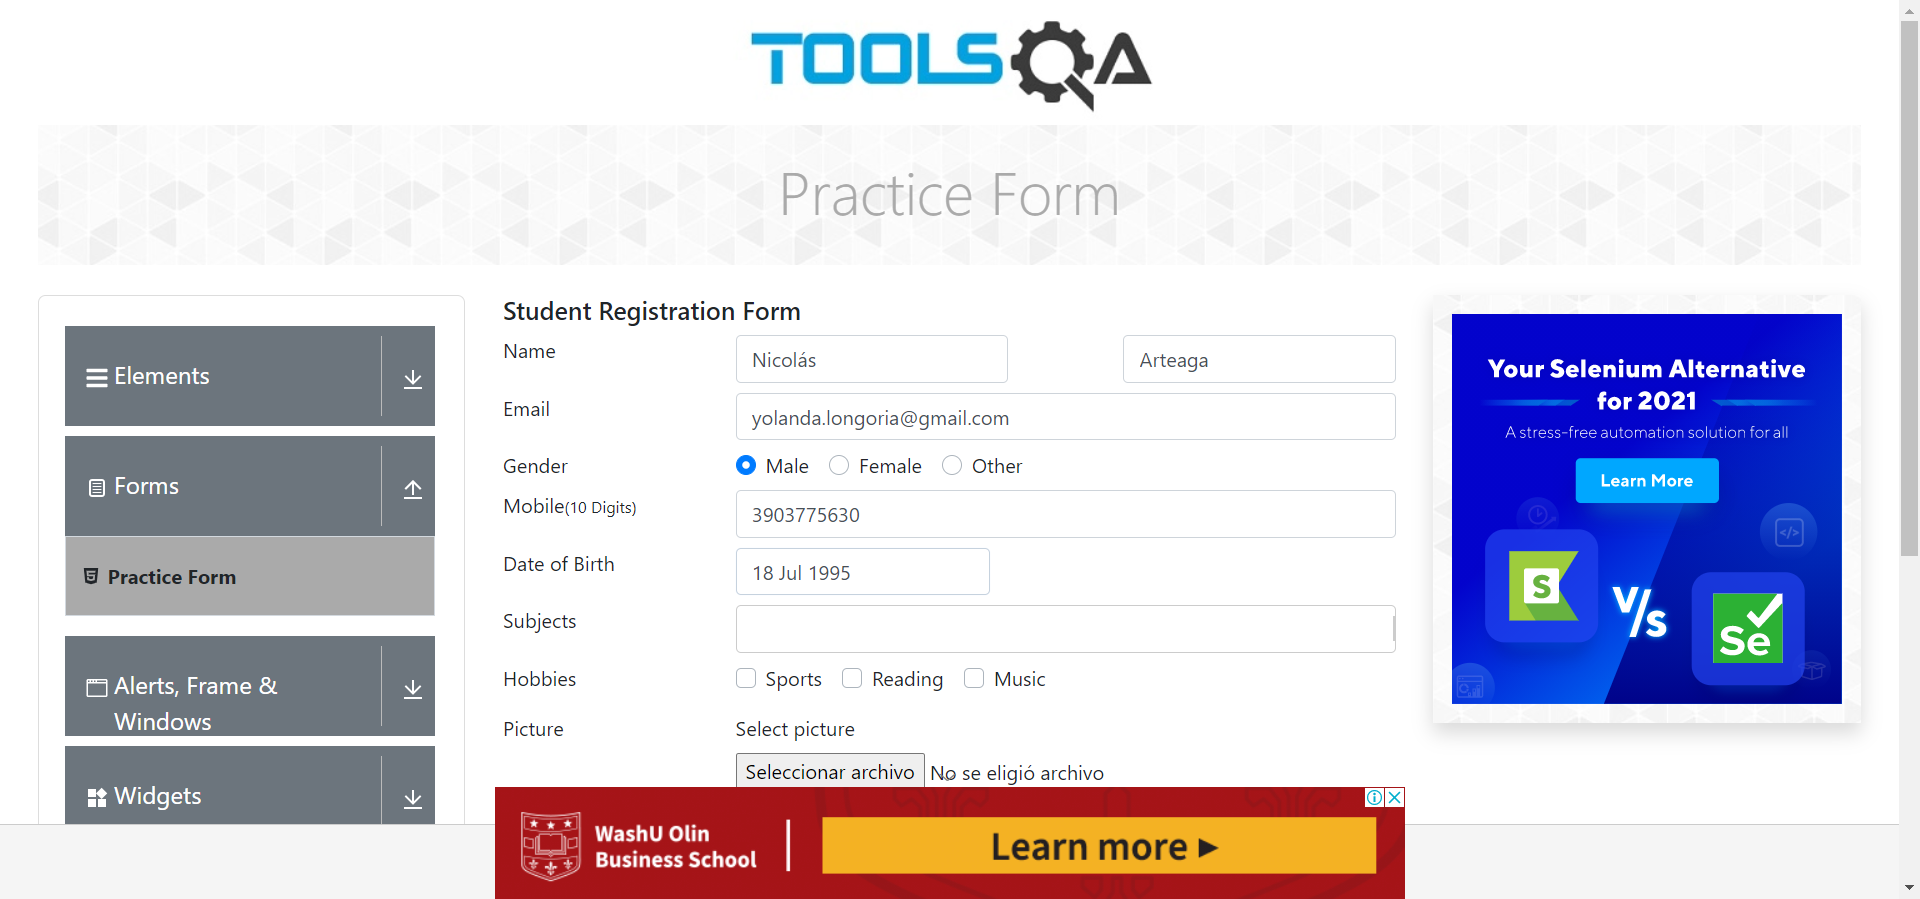 TOOLSQA
Practice Form
Elements
Forms
Practice Form
Alerts, Frame &
Windows
Widgets
Student Registration Form
Name Nicolás Arteaga
Email yolanda.longoria@gmail.com
Gender Male Female Other
Mobile(10 Digits) 3903775630
Date of Birth 18 Jul 1995
Subjects
Hobbies Sports Reading Music
Picture Select picture
Seleccionar archivo No se eligió archivo
Your Selenium Alternative
for 2021
A stress-free automation solution for all
Learn More
S V/S Se
WashU Olin
Business School
Learn more ▸